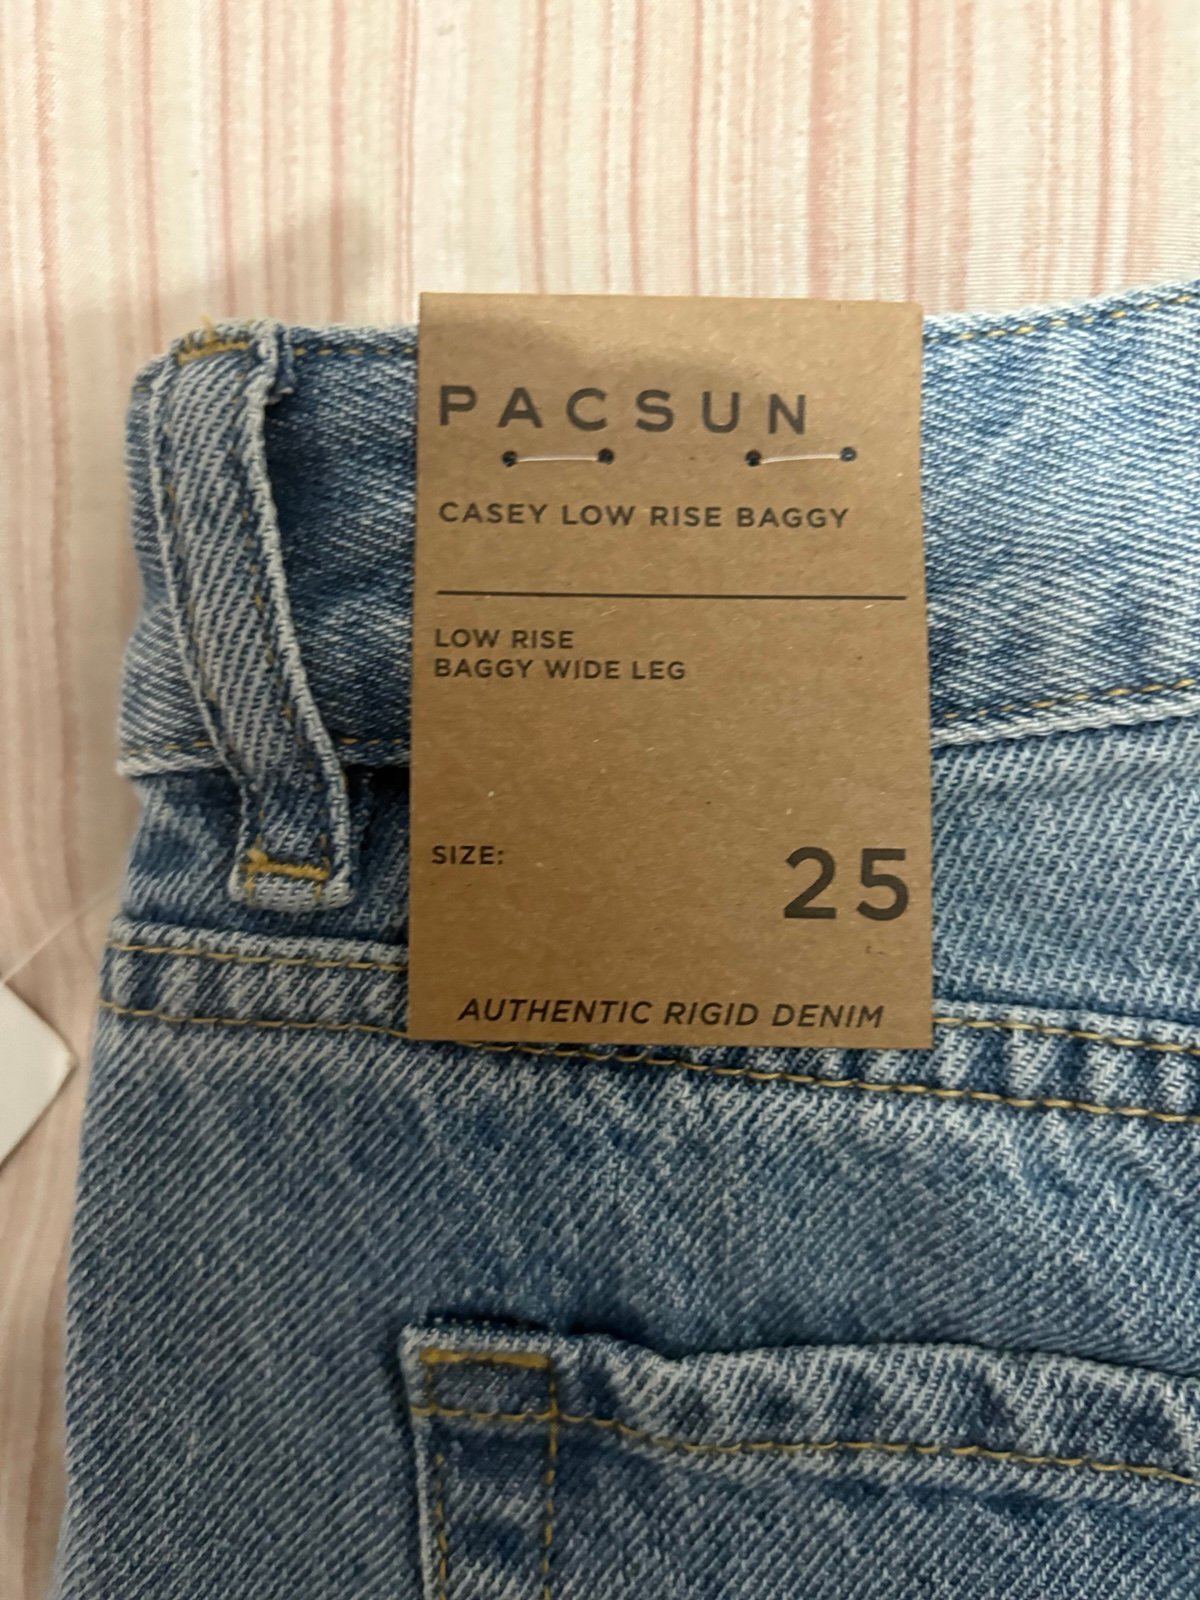 PACSUN
CASEY LOW RISE BAGGY
LOW RISE
BAGGY WIDE LEG
SIZE: 25
AUTHENTIC RIGID DENIM